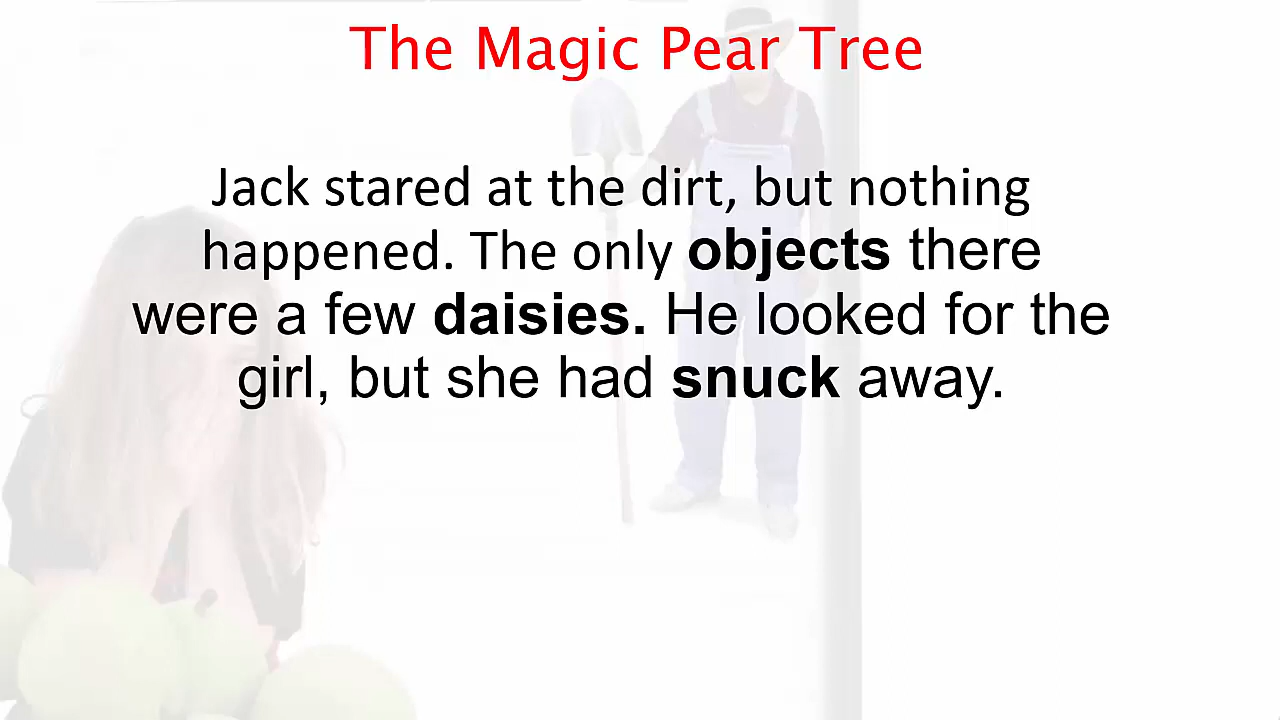 The Magic Pear Tree
Jack stared at the dirt, but nothing
happened. The only objects there
were a few daisies. He looked for the
girl, but she had snuck away.